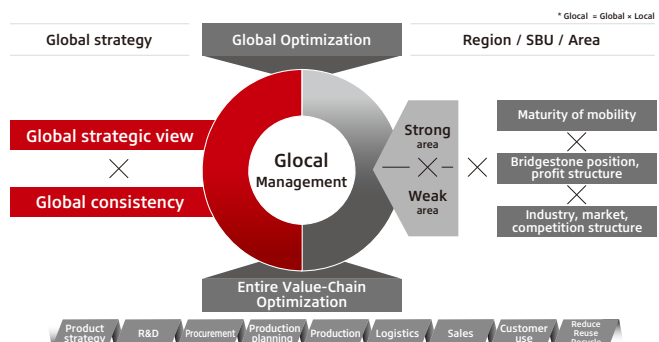 * Glocal = Global × Local
Global strategy
Global Optimization
Region / SBU / Area
Global strategic view
Global consistency
Glocal
Management
Strong
area
Weak
area
Maturity of mobility
Bridgestone position,
profit structure
Industry, market,
competition structure
Entire Value-Chain
Optimization
Product
strategy
R&D
Procurement
Production
planning
Production
Logistics
Sales
Customer
use
Reduce
Reuse
Recycle